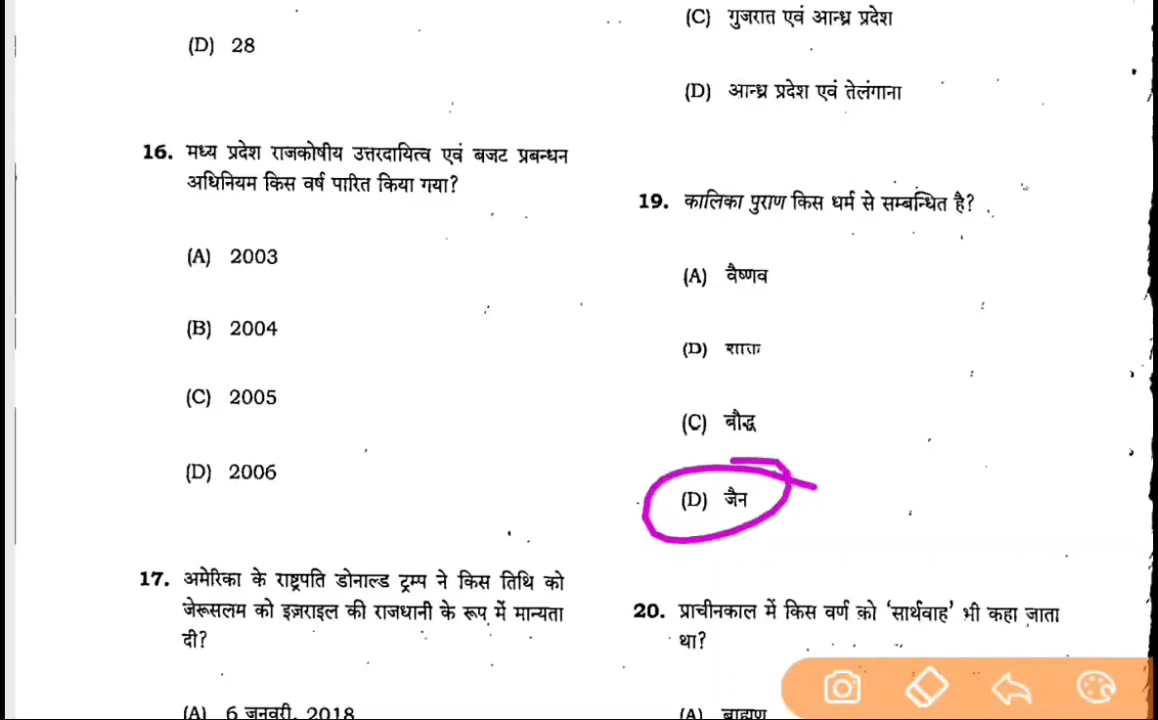 (D) 28
16. मध्य प्रदेश राजकोषीय उत्तरदायित्व एवं बजट प्रबन्धन
अधिनियम किस वर्ष पारित किया गया?
(A) 2003
(B) 2004
(C) 2005
(D) 2006
17. अमेरिका के राष्ट्रपति डोनाल्ड ट्रम्प ने किस तिथि को
जेरूसलम को इज़राइल की राजधानी के रूप में मान्यता
दी?
(A) 6 जनवरी, 2018
(C) गुजरात एवं आन्ध्र प्रदेश
(D) आन्ध्र प्रदेश एवं तेलंगाना
19. कालिका पुराण किस धर्म से सम्बन्धित है?
(A) वैष्णव
(B) शाक्त
(C) बौद्ध
(D) जैन
20. प्राचीनकाल में किस वर्ण को 'सार्थवाह' भी कहा जाता
था?
(A) ब्राह्मण